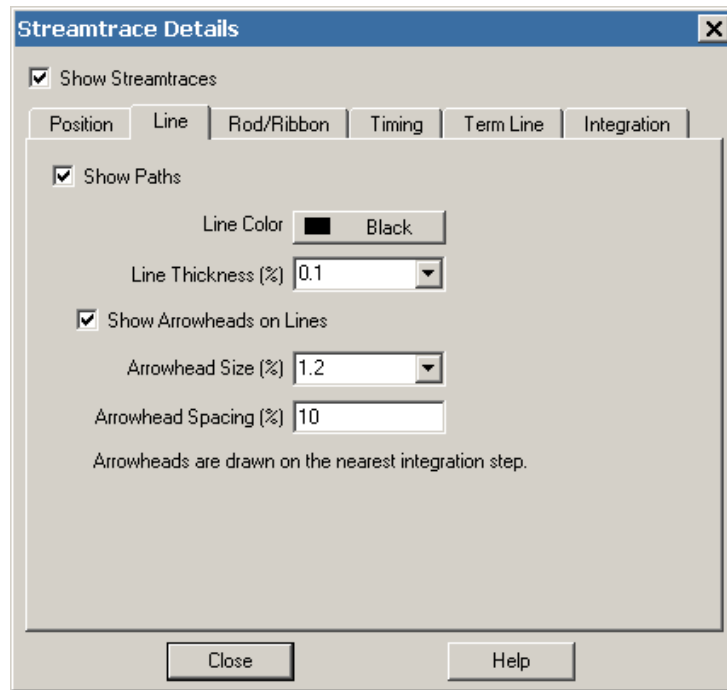 Streamtrace Details
Show Streamtraces
Position Line Rod/Ribbon Timing Term Line Integration
Show Paths
Line Color Black
Line Thickness (%) 0.1
Show Arrowheads on Lines
Arrowhead Size (%) 1.2
Arrowhead Spacing (%) 10
Arrowheads are drawn on the nearest integration step.
Close Help